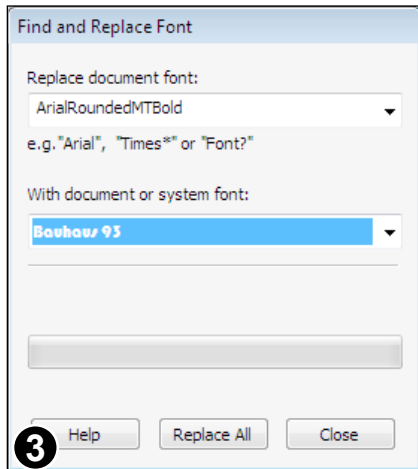 Find and Replace Font
Replace document font:
ArialRoundedMTBold
e.g."Arial", "Times*" or "Font?"
With document or system font:
Bauhaus 93
3 Help Replace All Close